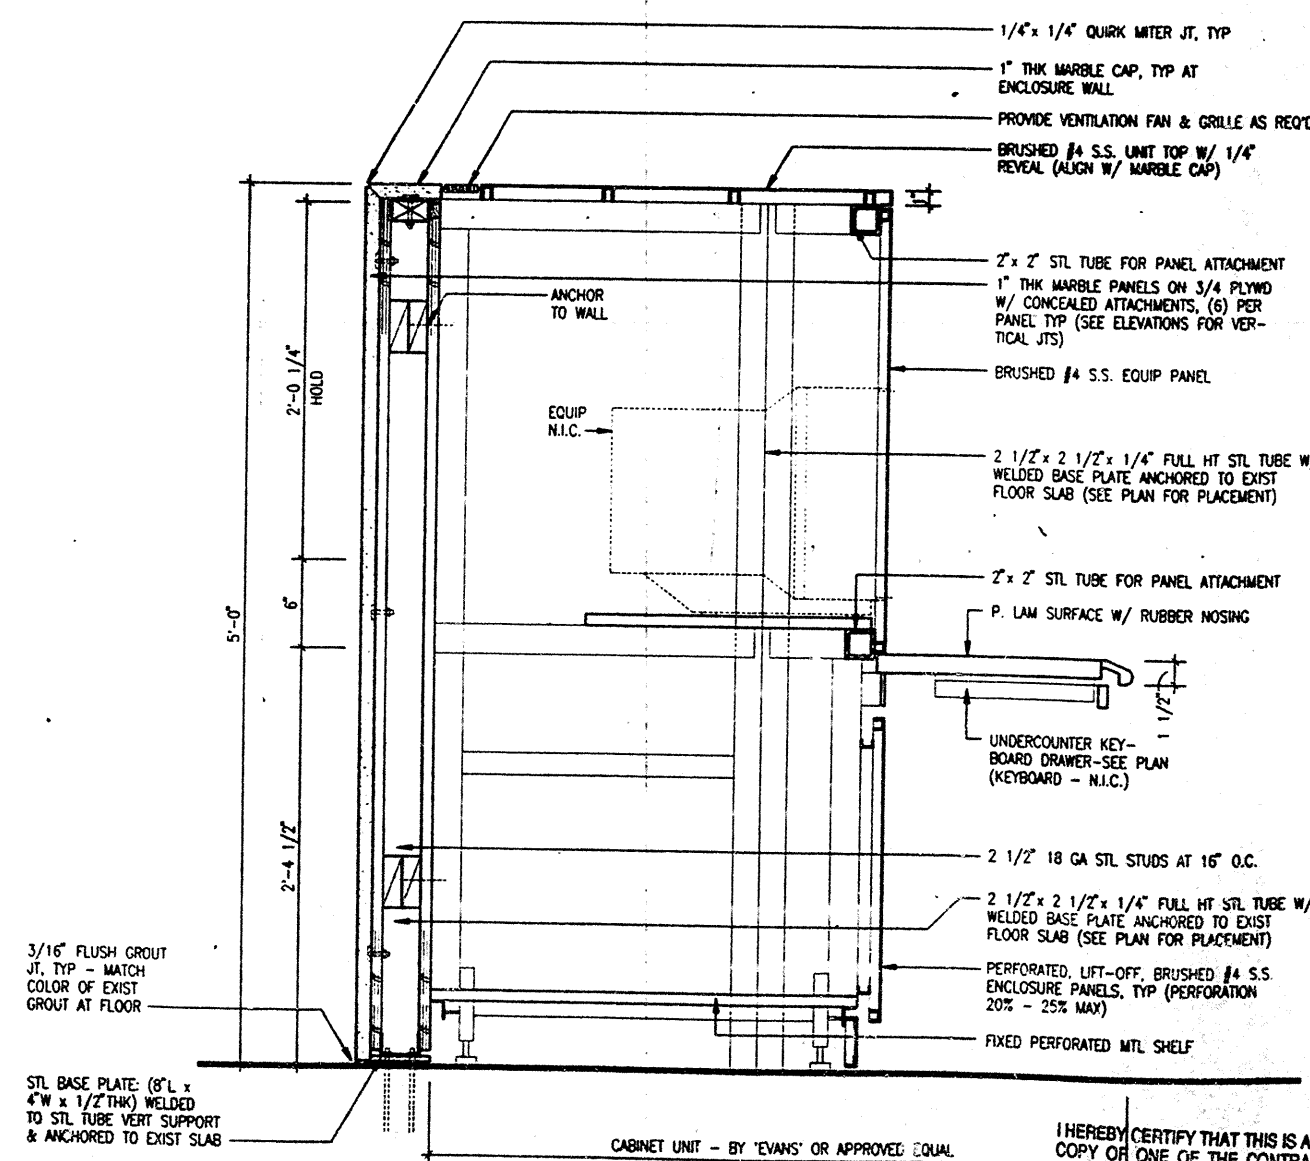 1/4" x 1/4" QUIRK MITER JT, TYP
1" THK MARBLE CAP, TYP AT
ENCLOSURE WALL
PROVIDE VENTILATION FAN & GRILLE AS REQ'D
BRUSHED #4 S.S. UNIT TOP W/ 1/4"
REVEAL (ALIGN W/ MARBLE CAP)
1"
2" x 2" STL TUBE FOR PANEL ATTACHMENT
1" THK MARBLE PANELS ON 3/4 PLYWD
W/ CONCEALED ATTACHMENTS, (6) PER
PANEL TYP (SEE ELEVATIONS FOR VER-
TICAL JTS)
ANCHOR
TO WALL
BRUSHED #4 S.S. EQUIP PANEL
2'-0 1/4"
HOLD
EQUIP
N.I.C.
2 1/2" x 2 1/2" x 1/4" FULL HT STL TUBE W/
WELDED BASE PLATE ANCHORED TO EXIST
FLOOR SLAB (SEE PLAN FOR PLACEMENT)
2" x 2" STL TUBE FOR PANEL ATTACHMENT
6"
5'-0"
P. LAM SURFACE W/ RUBBER NOSING
1 1/2"
UNDERCOUNTER KEY-
BOARD DRAWER-SEE PLAN
(KEYBOARD - N.I.C.)
2'-4 1/2"
2 1/2" 18 GA STL STUDS AT 16" O.C.
2 1/2" x 2 1/2" x 1/4" FULL HT STL TUBE W/
WELDED BASE PLATE ANCHORED TO EXIST
FLOOR SLAB (SEE PLAN FOR PLACEMENT)
3/16" FLUSH GROUT
JT, TYP - MATCH
COLOR OF EXIST
GROUT AT FLOOR
PERFORATED, LIFT-OFF, BRUSHED #4 S.S.
ENCLOSURE PANELS, TYP (PERFORATION
20% - 25% MAX)
FIXED PERFORATED MTL SHELF
STL BASE PLATE: (8"L x
4"W x 1/2"THK) WELDED
TO STL TUBE VERT SUPPORT
& ANCHORED TO EXIST SLAB
CABINET UNIT - BY 'EVANS' OR APPROVED EQUAL
I HEREBY CERTIFY THAT THIS IS A
COPY OF ONE OF THE CONTRA